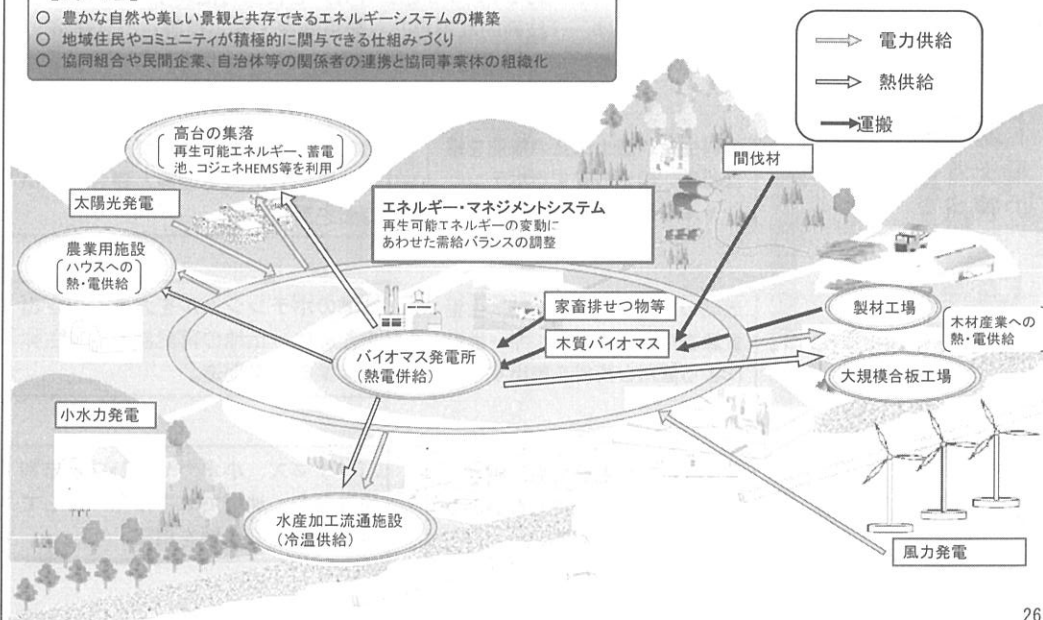 ○ 豊かな自然や美しい景観と共存できるエネルギーシステムの構築
○ 地域住民やコミュニティが積極的に関与できる仕組みづくり
○ 協同組合や民間企業、自治体等の関係者の連携と協同事業体の組織化
電力供給
熱供給
運搬
高台の集落
再生可能エネルギー、蓄電
池、コジェネHEMS等を利用
間伐材
太陽光発電
エネルギー・マネジメントシステム
再生可能エネルギーの変動に
あわせた需給バランスの調整
農業用施設
ハウスへの
熱・電供給
家畜排せつ物等
製材工場
木材産業への
熱・電供給
木質バイオマス
バイオマス発電所
(熱電併給)
大規模合板工場
小水力発電
水産加工流通施設
(冷温供給)
風力発電
26